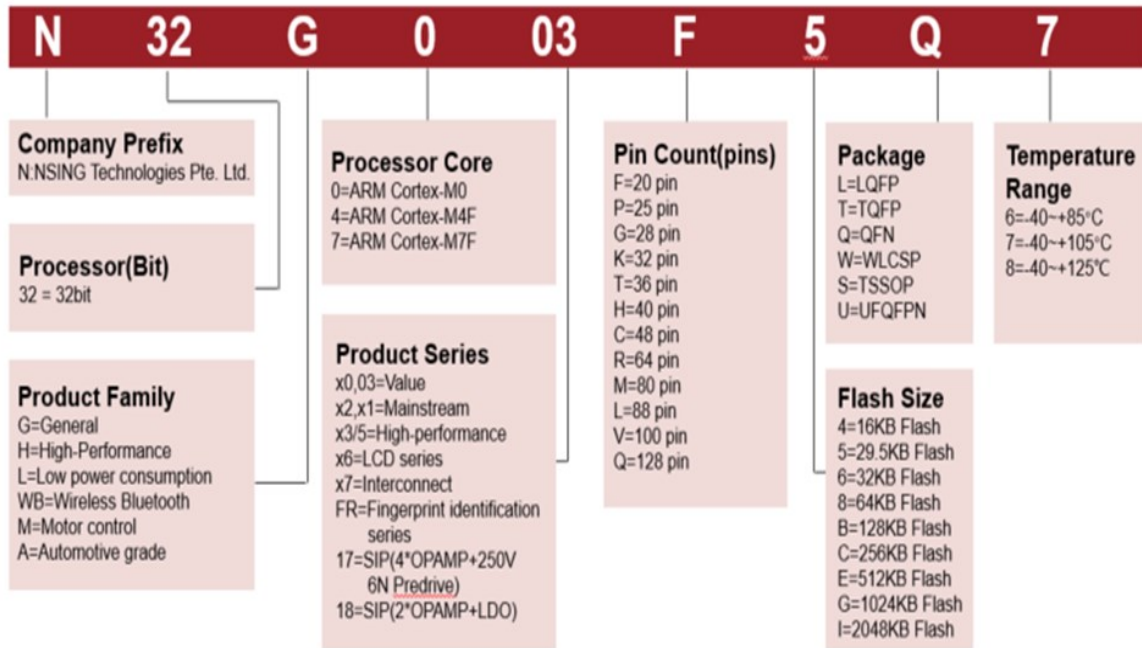 N 32 G 0 03 F 5 Q 7
Company Prefix
N:NSING Technologies Pte. Ltd.
Processor(Bit)
32 = 32bit
Product Family
G=General
H=High-Performance
L=Low power consumption
WB=Wireless Bluetooth
M=Motor control
A=Automotive grade
Processor Core
0=ARM Cortex-M0
4=ARM Cortex-M4F
7=ARM Cortex-M7F
Product Series
x0,03=Value
x2,x1=Mainstream
x3/5=High-performance
x6=LCD series
x7=Interconnect
FR=Fingerprint identification
series
17=SIP(4*OPAMP+250V
6N Predrive)
18=SIP(2*OPAMP+LDO)
Pin Count(pins)
F=20 pin
P=25 pin
G=28 pin
K=32 pin
T=36 pin
H=40 pin
C=48 pin
R=64 pin
M=80 pin
L=88 pin
V=100 pin
Q=128 pin
Package
L=LQFP
T=TQFP
Q=QFN
W=WLCSP
S=TSSOP
U=UFQFPN
Flash Size
4=16KB Flash
5=29.5KB Flash
6=32KB Flash
8=64KB Flash
B=128KB Flash
C=256KB Flash
E=512KB Flash
G=1024KB Flash
I=2048KB Flash
Temperature
Range
6=-40~+85°C
7=-40~+105°C
8=-40~+125℃